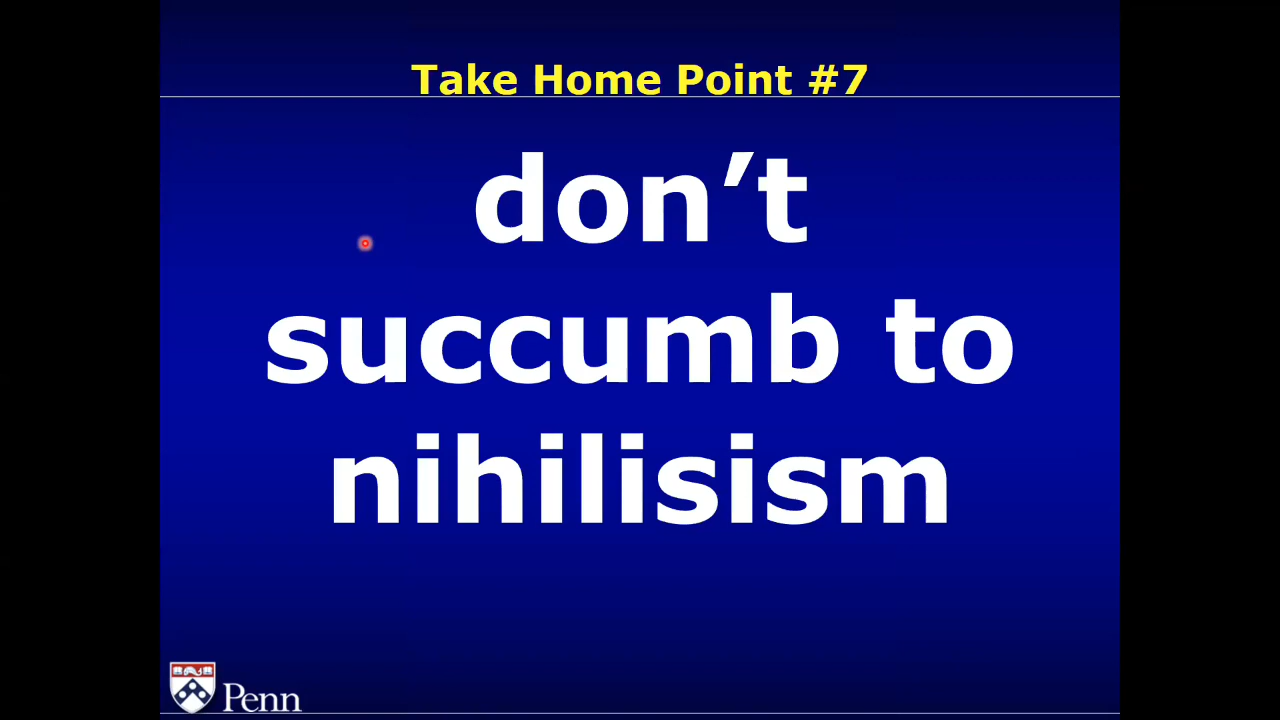 Take Home Point #7
don’t
succumb to
nihilisism
Penn